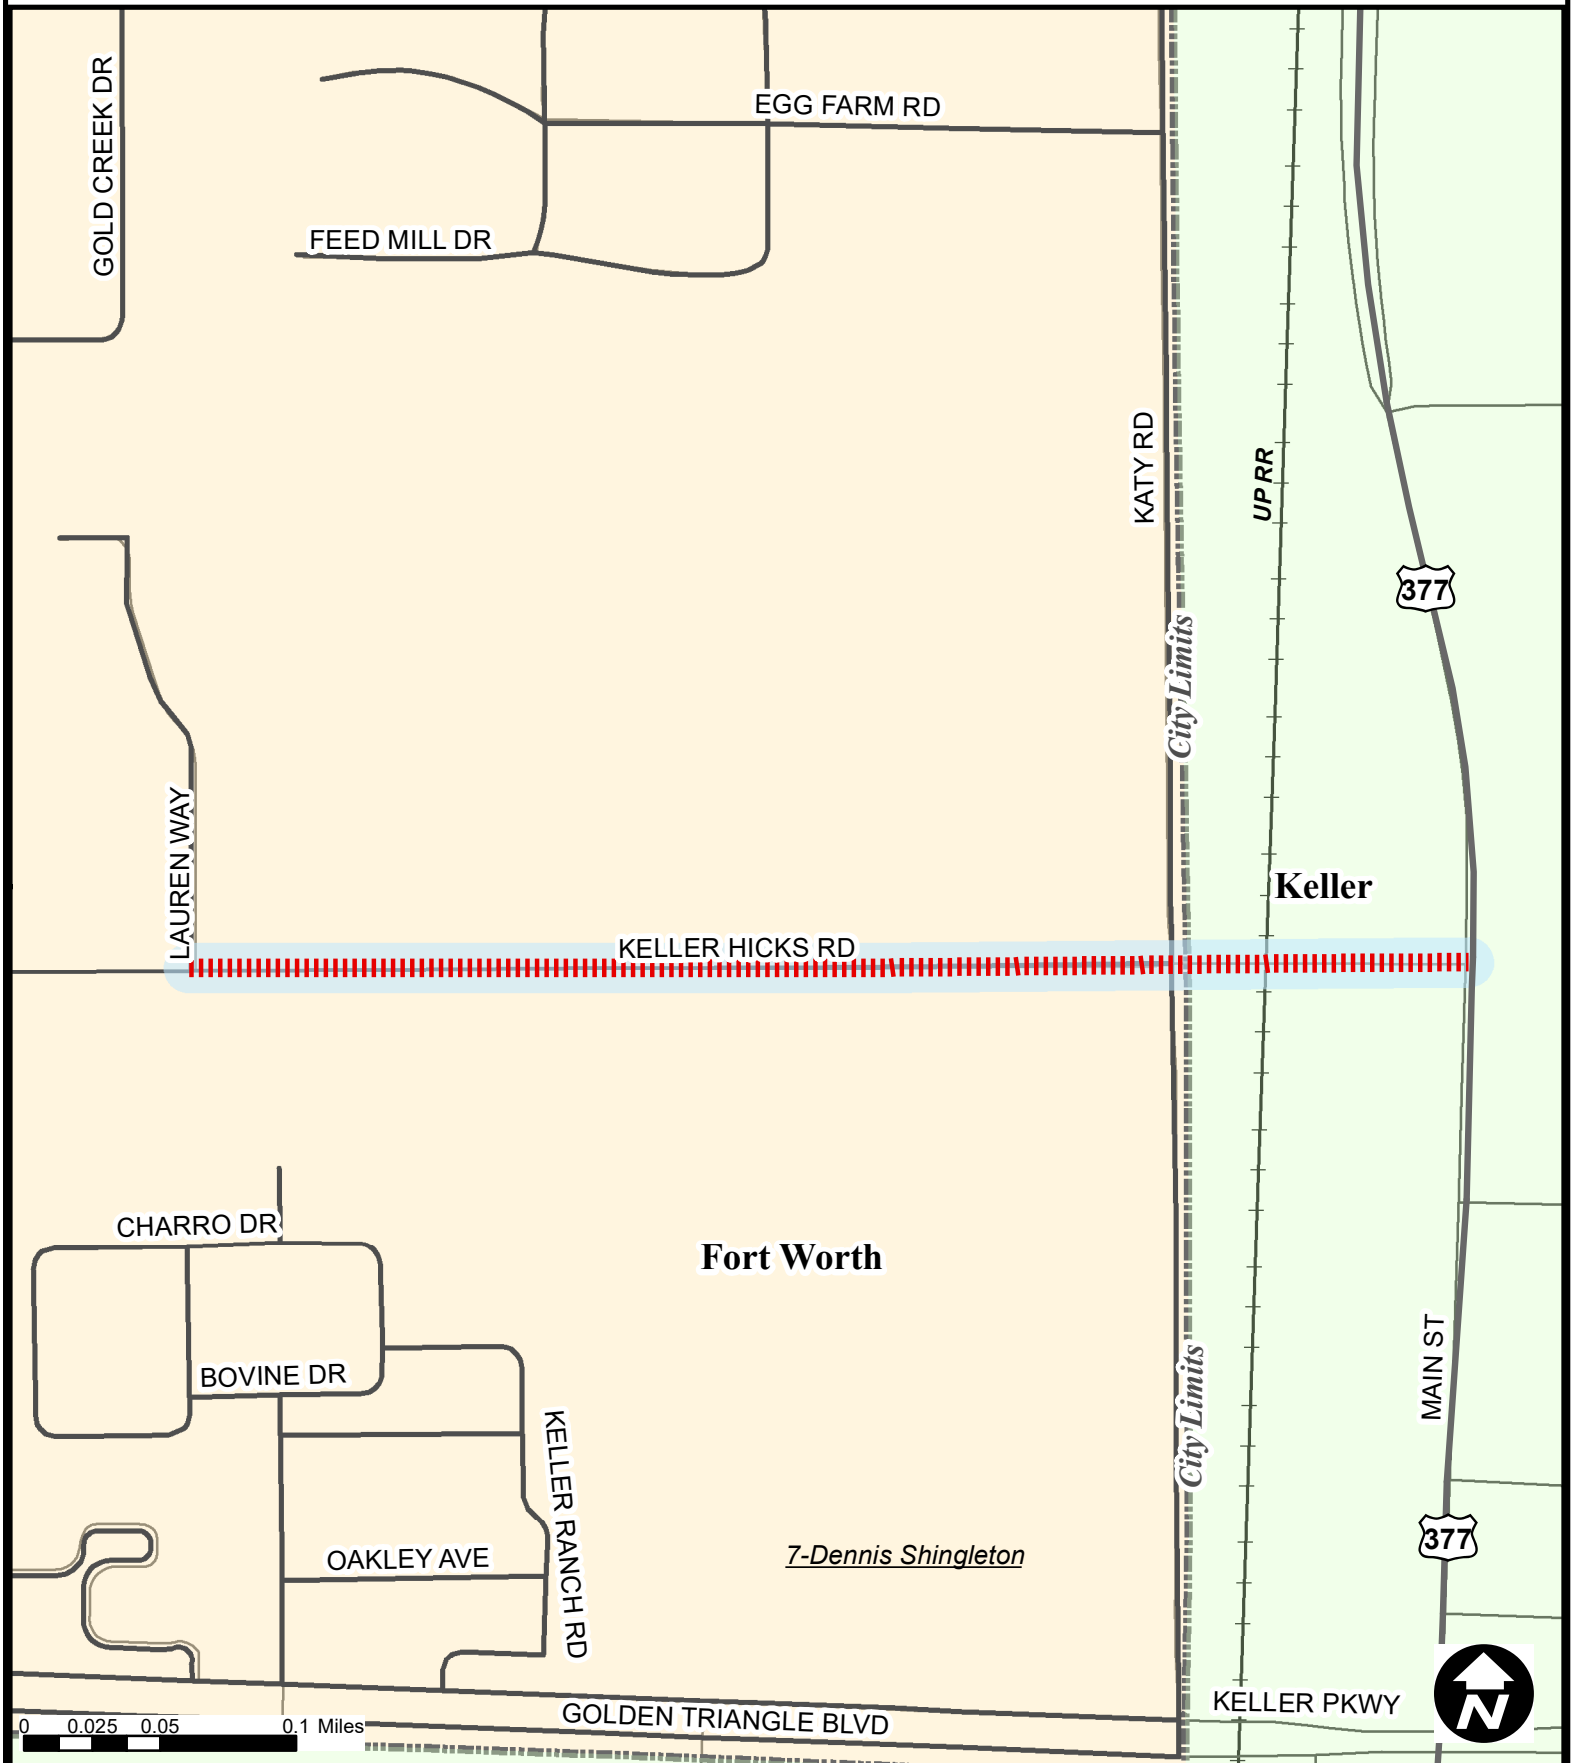 GOLD CREEK DR
EGG FARM RD
FEED MILL DR
KATY RD
UP RR
377
City Limits
LAUREN WAY
Keller
KELLER HICKS RD
CHARRO DR
Fort Worth
BOVINE DR
MAIN ST
City Limits
KELLER RANCH RD
OAKLEY AVE
7-Dennis Shingleton
377
KELLER PKWY
GOLDEN TRIANGLE BLVD
N
0 0.025 0.05 0.1 Miles